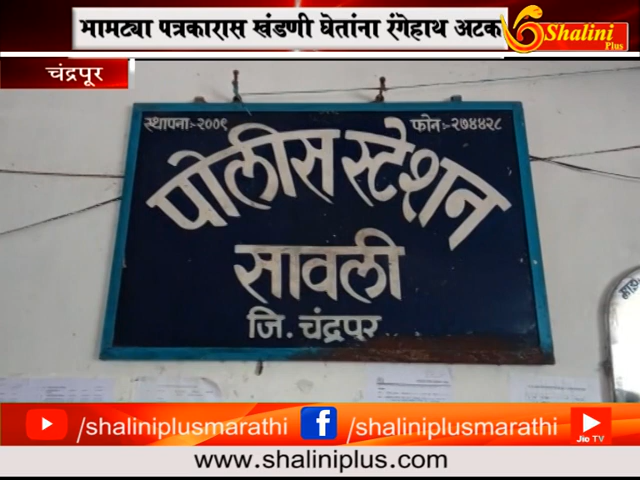 भामट्या पत्रकारास खंडणी घेतांना रंगेहाथ अटक
Shalini
Plus
चंद्रपूर
स्थापना:-२००९
फोन:-२७४४२८
पोलीस स्टेशन
सावली
जि. चंद्रपूर
/shaliniplusmarathi
/shaliniplusmarathi
Jio TV
www.shaliniplus.com